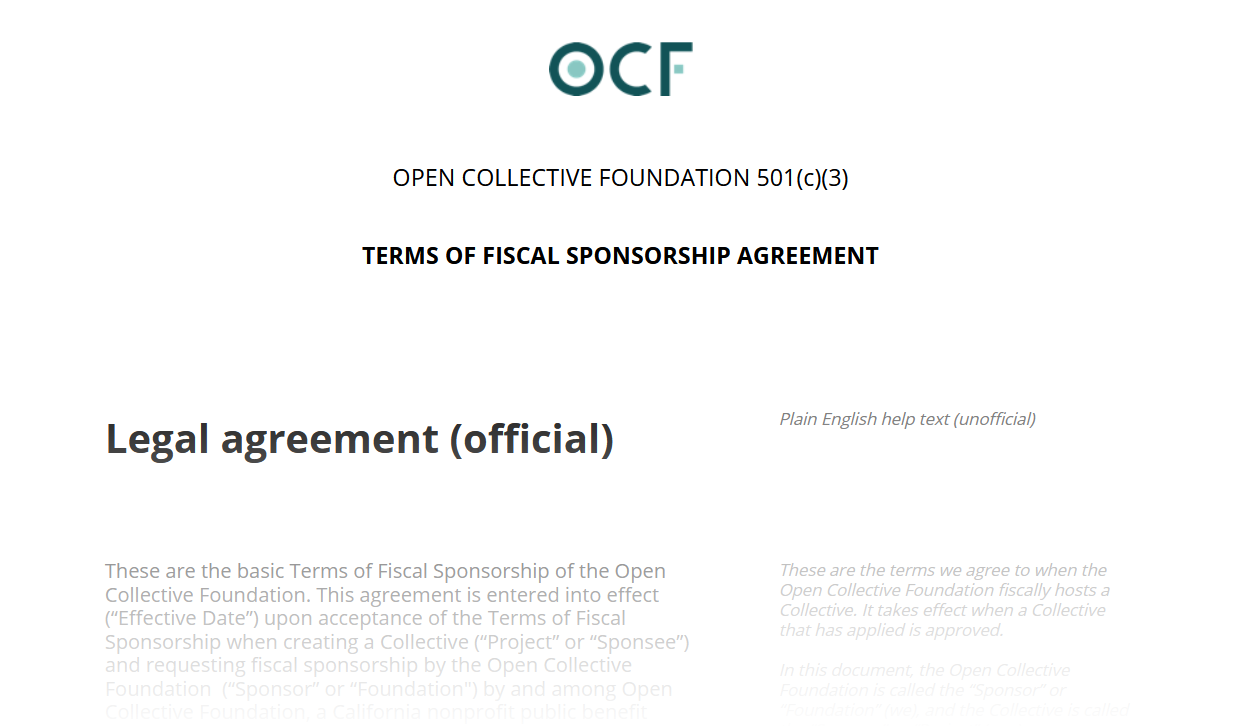 OCF
OPEN COLLECTIVE FOUNDATION 501(c)(3)
TERMS OF FISCAL SPONSORSHIP AGREEMENT
Legal agreement (official)
These are the basic Terms of Fiscal Sponsorship of the Open
Collective Foundation. This agreement is entered into effect
(“Effective Date”) upon acceptance of the Terms of Fiscal
Sponsorship when creating a Collective (“Project” or “Sponsee”)
and requesting fiscal sponsorship by the Open Collective
Foundation  (“Sponsor” or “Foundation") by and among Open
Collective Foundation, a California nonprofit public benefit
Plain English help text (unofficial)
These are the terms we agree to when the
Open Collective Foundation fiscally hosts a
Collective. It takes effect when a Collective
that has applied is approved.
In this document, the Open Collective
Foundation is called the “Sponsor” or
“Foundation” (we), and the Collective is called